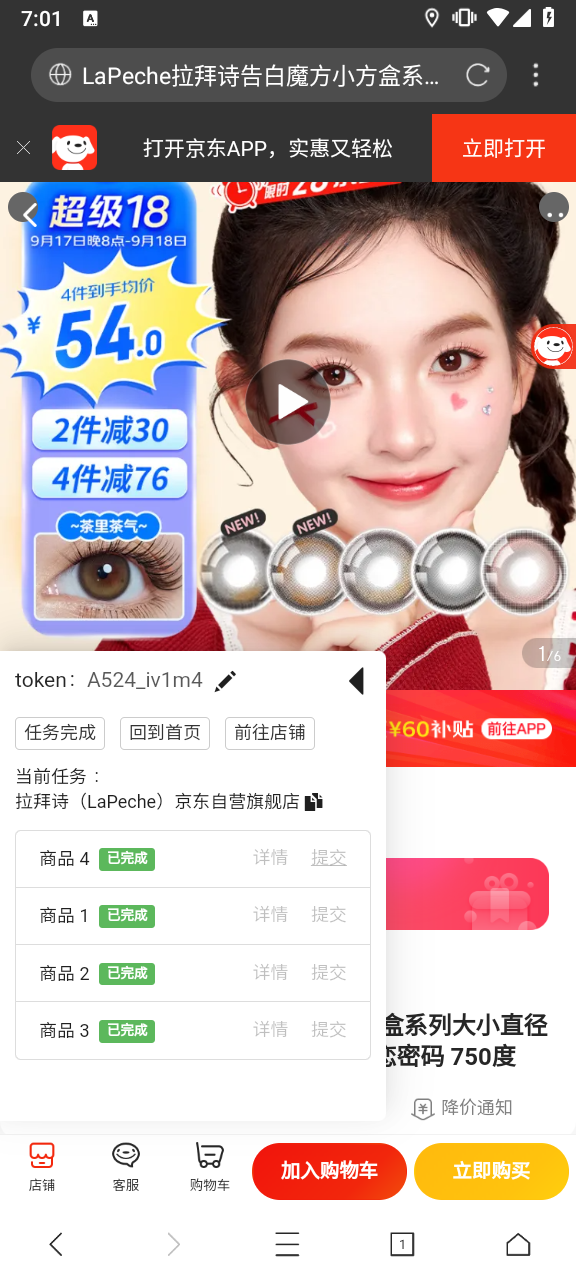 7:01
A
LaPeche拉拜诗告白魔方小方盒系...
打开京东APP，实惠又轻松
立即打开
超级18
9月17日晚8点-9月18日
4件到手均价
¥54.0
2件减30
4件减76
~茶里茶气~
NEW!
NEW!
1/6
token：A524_iv1m4
任务完成
回到首页
前往店铺
¥60补贴
前往APP
当前任务：
拉拜诗（LaPeche）京东自营旗舰店
商品 4 已完成 详情 提交
商品 1 已完成 详情 提交
商品 2 已完成 详情 提交
商品 3 已完成 详情 提交
盒系列大小直径
恋密码 750度
¥ 降价通知
店铺
客服
购物车
加入购物车
立即购买
1